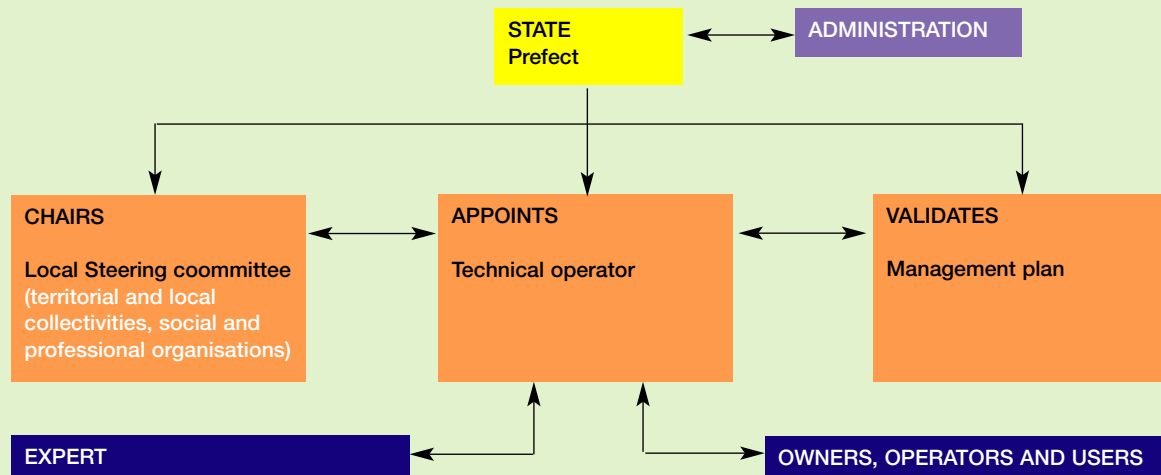 STATE
Prefect
ADMINISTRATION
CHAIRS
Local Steering coommittee
(territorial and local
collectivities, social and
professional organisations)
APPOINTS
Technical operator
VALIDATES
Management plan
EXPERT
OWNERS, OPERATORS AND USERS